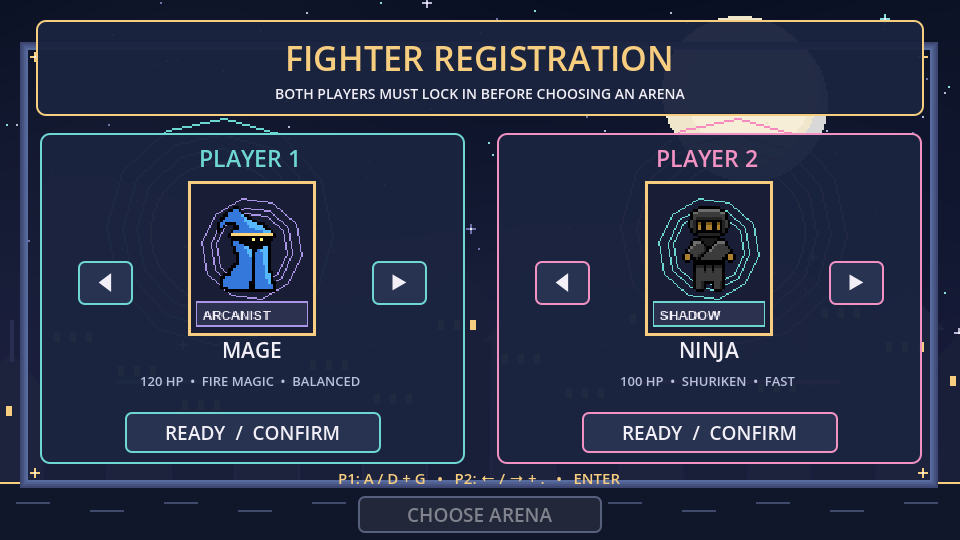 FIGHTER REGISTRATION
BOTH PLAYERS MUST LOCK IN BEFORE CHOOSING AN ARENA
PLAYER 1
ARCANIST
MAGE
120 HP • FIRE MAGIC • BALANCED
READY / CONFIRM
PLAYER 2
SHADOW
NINJA
100 HP • SHURIKEN • FAST
READY / CONFIRM
P1: A / D + G • P2: ← / → + . • ENTER
CHOOSE ARENA